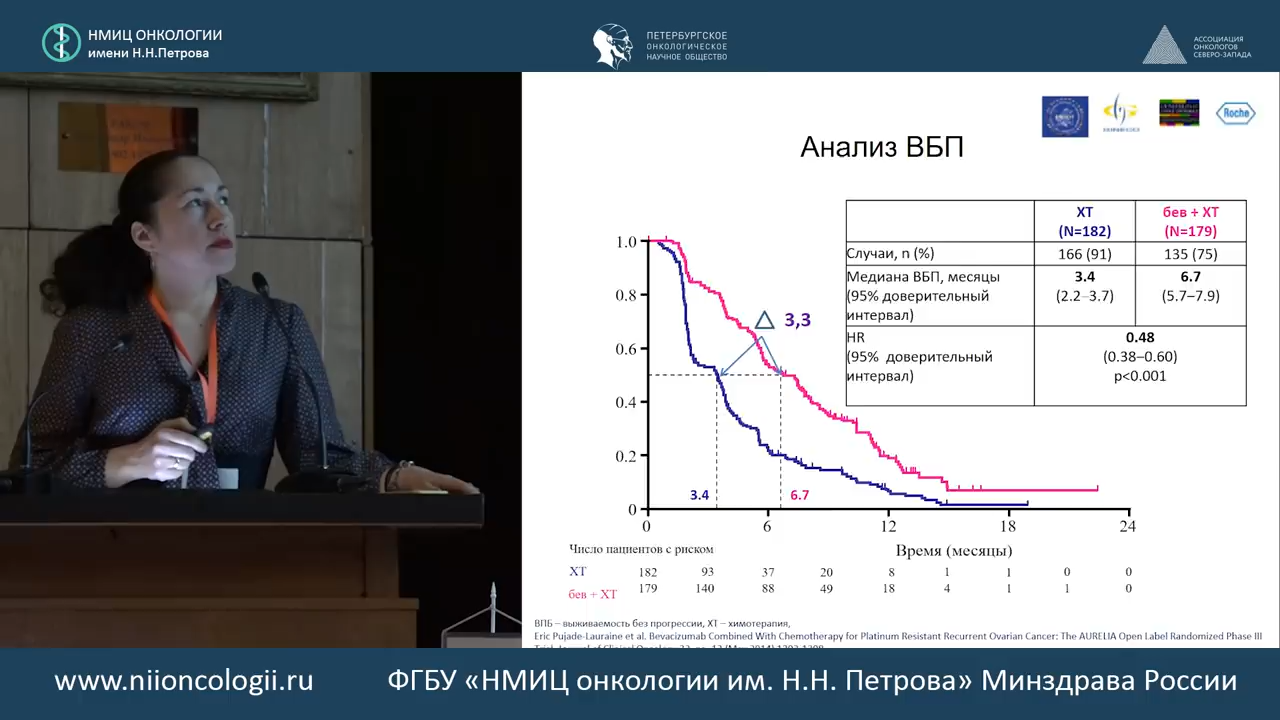 НМИЦ ОНКОЛОГИИ
имени Н.Н.Петрова
ПЕТЕРБУРГСКОЕ
ОНКОЛОГИЧЕСКОЕ
НАУЧНОЕ ОБЩЕСТВО
АССОЦИАЦИЯ
ОНКОЛОГОВ
СЕВЕРО-ЗАПАДА
Roche
Анализ ВБП
ХТ
(N=182)
бев + ХТ
(N=179)
Случаи, n (%)
166 (91)
135 (75)
Медиана ВБП, месяцы
(95% доверительный
интервал)
3.4
(2.2–3.7)
6.7
(5.7–7.9)
HR
(95% доверительный
интервал)
0.48
(0.38–0.60)
p<0.001
1.0
0.8
0.6
0.4
0.2
0
△ 3,3
3.4
6.7
0 6 12 18 24
Число пациентов с риском
Время (месяцы)
ХТ 182 93 37 20 8 1 1 0 0
бев + ХТ 179 140 88 49 18 4 1 1 0
ВПБ – выживаемость без прогрессии, ХТ – химотерапия,
Eric Pujade-Lauraine et al. Bevacizumab Combined With Chemotherapy for Platinum Resistant Recurrent Ovarian Cancer: The AURELIA Open Label Randomized Phase III
www.niioncologii.ru
ФГБУ «НМИЦ онкологии им. Н.Н. Петрова» Минздрава России